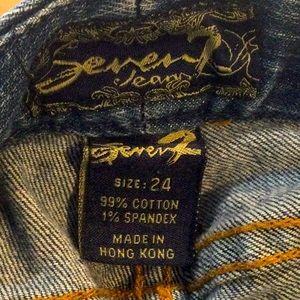 Seven7
Jeans
Seven7
SIZE: 24
99% COTTON
1% SPANDEX
MADE IN
HONG KONG